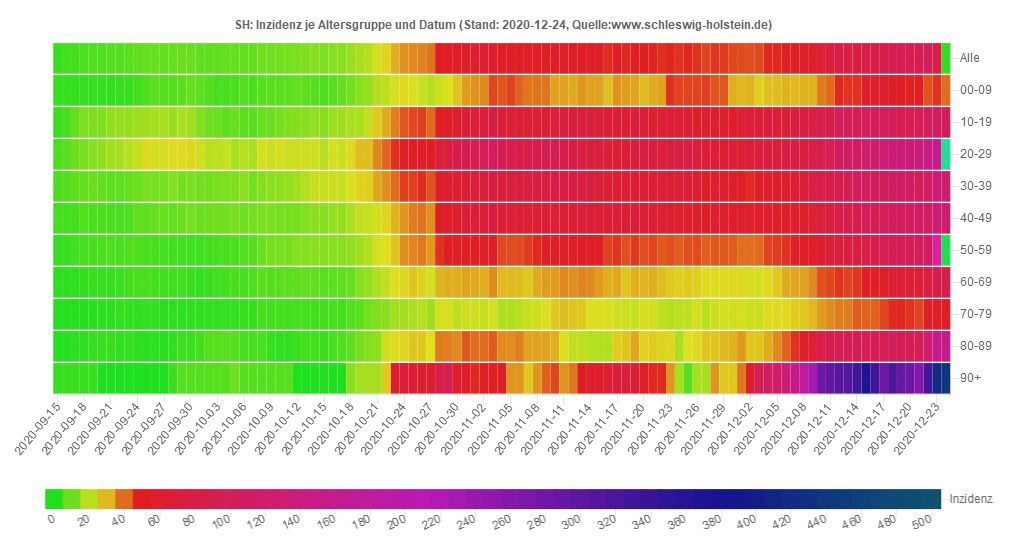 SH: Inzidenz je Altersgruppe und Datum (Stand: 2020-12-24, Quelle:www.schleswig-holstein.de)
Alle
00-09
10-19
20-29
30-39
40-49
50-59
60-69
70-79
80-89
90+
2020-09-15 2020-09-18 2020-09-21 2020-09-24 2020-09-27 2020-09-30 2020-10-03 2020-10-06 2020-10-09 2020-10-12 2020-10-15 2020-10-18 2020-10-21 2020-10-24 2020-10-27 2020-10-30 2020-11-02 2020-11-05 2020-11-08 2020-11-11 2020-11-14 2020-11-17 2020-11-20 2020-11-23 2020-11-26 2020-11-29 2020-12-02 2020-12-05 2020-12-08 2020-12-11 2020-12-14 2020-12-17 2020-12-20 2020-12-23
Inzidenz
0 20 40 60 80 100 120 140 160 180 200 220 240 260 280 300 320 340 360 380 400 420 440 460 480 500